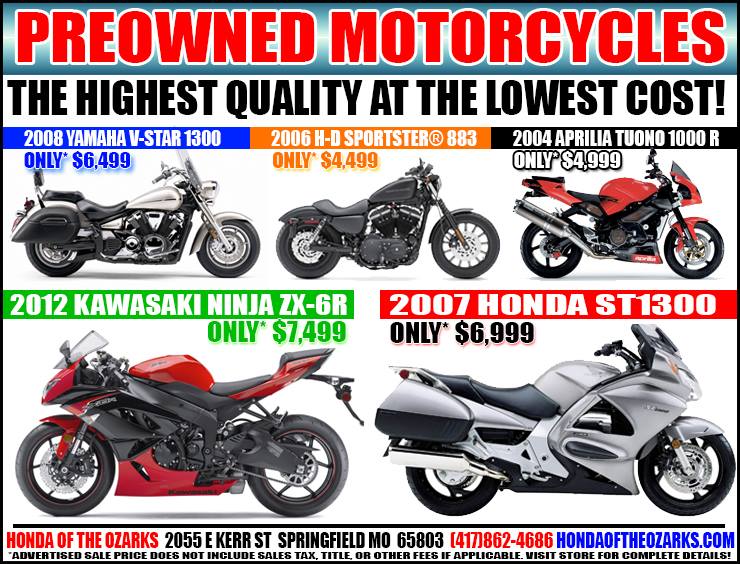 PREOWNED MOTORCYCLES
THE HIGHEST QUALITY AT THE LOWEST COST!
2008 YAMAHA V-STAR 1300
ONLY* $6,499
2006 H-D SPORTSTER® 883
ONLY* $4,499
2004 APRILIA TUONO 1000 R
ONLY* $4,999
aprilia
2012 KAWASAKI NINJA ZX-6R
ONLY* $7,499
Kawasaki
2007 HONDA ST1300
ONLY* $6,999
HONDA OF THE OZARKS 2055 E KERR ST SPRINGFIELD MO 65803 (417)862-4686 HONDAOFTHEOZARKS.COM
*ADVERTISED SALE PRICE DOES NOT INCLUDE SALES TAX, TITLE, OR OTHER FEES IF APPLICABLE. VISIT STORE FOR COMPLETE DETAILS!